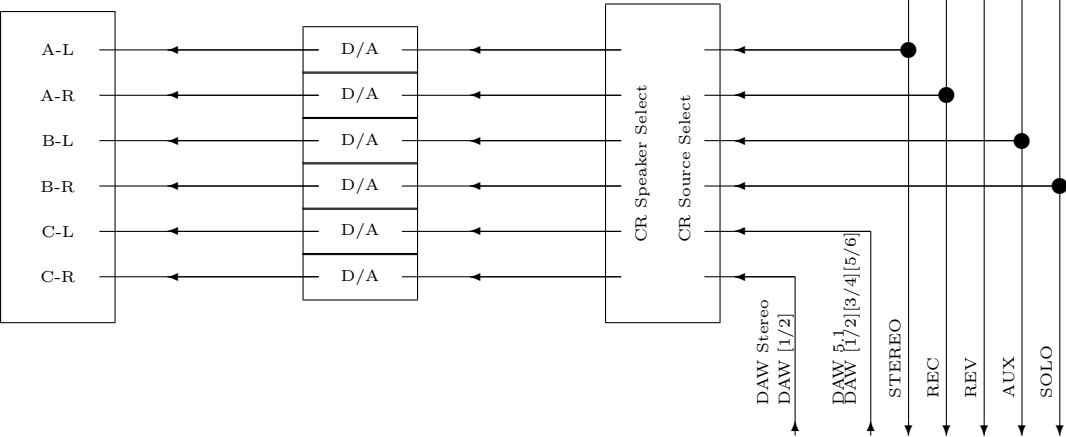 A-L
D/A
A-R
D/A
B-L
D/A
B-R
D/A
C-L
D/A
C-R
D/A
CR Speaker Select
CR Source Select
DAW Stereo
DAW [1/2]
DAW 5.1
DAW [1/2][3/4][5/6]
STEREO
REC
REV
AUX
SOLO